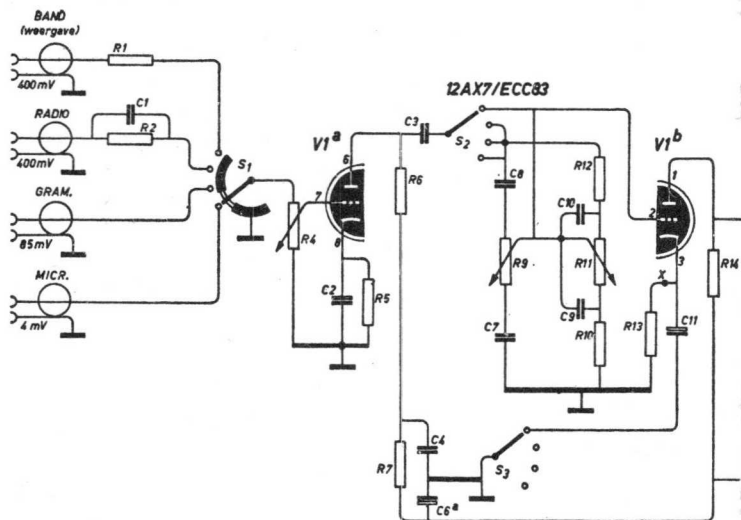 BAND
(weergave)
R1
400mV
C1
RADIO
R2
400mV
S1
GRAM.
85mV
MICR.
4mV
R4
V1a
6
7
8
C2
R5
R6
C3
12AX7/ECC83
S2
C8
R12
C10
R9
R11
C9
C7
R10
V1b
1
2
3
X
R13
C11
R14
R7
C4
C6a
S3